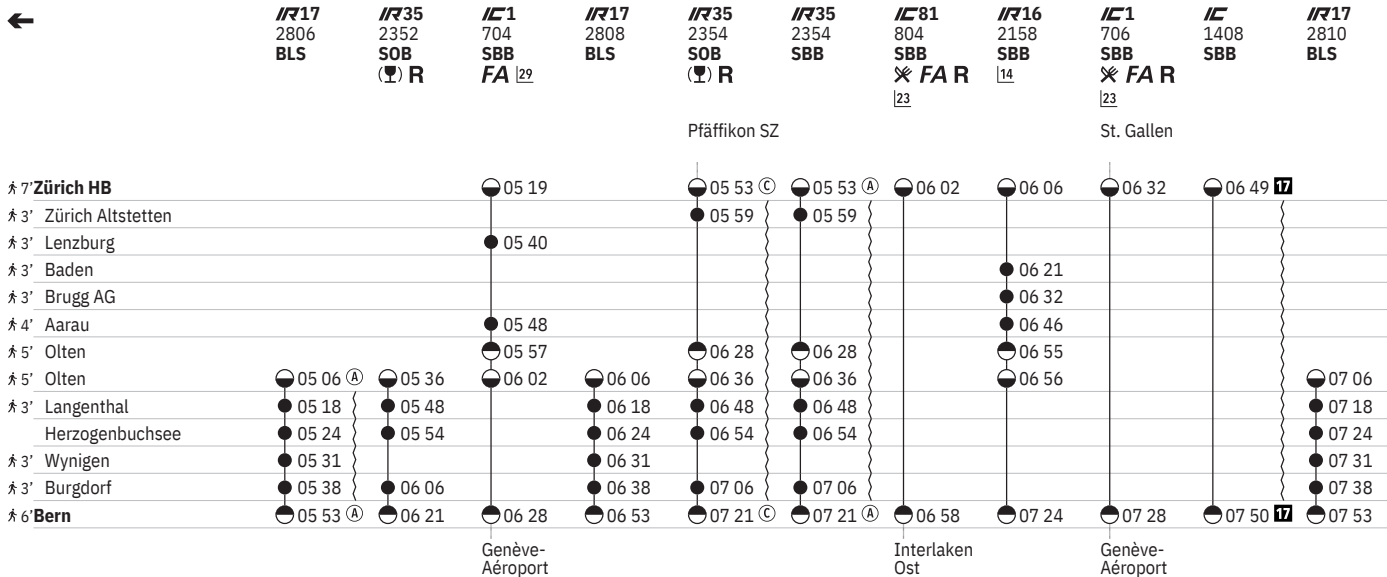 IR17 IR35 IC1 IR17 IR35 IR35 IC81 IR16 IC1 IC IR17
2806 2352 704 2808 2354 2354 804 2158 706 1408 2810
BLS SOB SBB BLS SOB SBB SBB SBB SBB SBB BLS
R FA 29 R FA R 14 FA R
23 23
Pfäffikon SZ St. Gallen
7' Zürich HB 05 19 05 53 C 05 53 A 06 02 06 06 06 32 06 49 17
3' Zürich Altstetten 05 59 05 59
3' Lenzburg 05 40
3' Baden 06 21
3' Brugg AG 06 32
4' Aarau 05 48 06 46
5' Olten 05 57 06 28 06 28 06 55
5' Olten 05 06 A 05 36 06 02 06 06 06 36 06 36 06 56 07 06
3' Langenthal 05 18 05 48 06 18 06 48 06 48 07 18
Herzogenbuchsee 05 24 05 54 06 24 06 54 06 54 07 24
3' Wynigen 05 31 06 31 07 31
3' Burgdorf 05 38 06 06 06 38 07 06 07 06 07 38
6' Bern 05 53 A 06 21 06 28 06 53 07 21 C 07 21 A 06 58 07 24 07 28 07 50 17 07 53
Genève- Interlaken Genève-
Aéroport Ost Aéroport